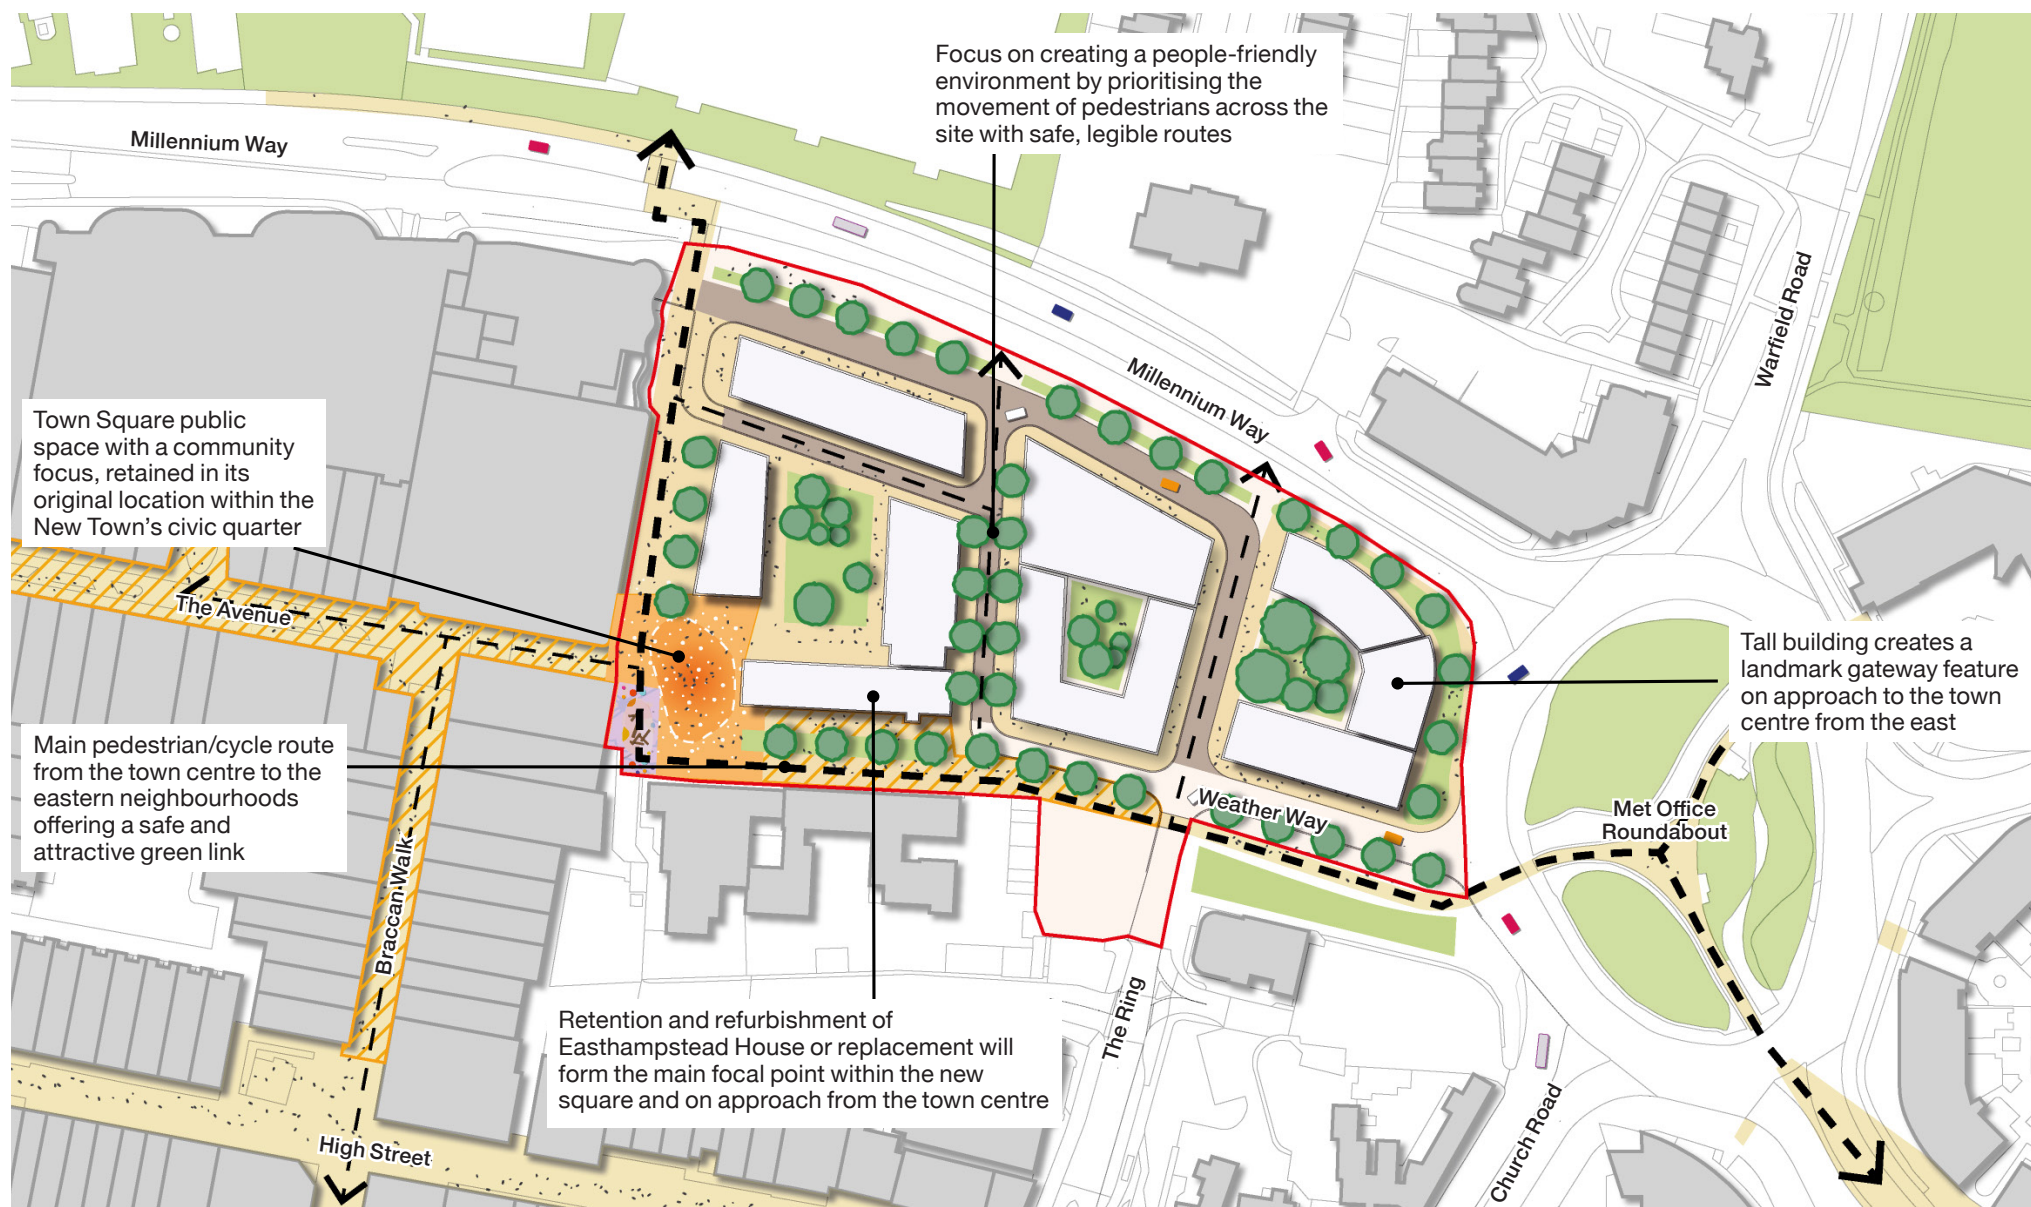 Focus on creating a people-friendly
environment by prioritising the
movement of pedestrians across the
site with safe, legible routes
Millennium Way
Warfield Road
Millennium Way
Town Square public
space with a community
focus, retained in its
original location within the
New Town's civic quarter
The Avenue
Tall building creates a
landmark gateway feature
on approach to the town
centre from the east
Main pedestrian/cycle route
from the town centre to the
eastern neighbourhoods
offering a safe and
attractive green link
Weather Way
Met Office
Roundabout
Braccan Walk
The Ring
Retention and refurbishment of
Easthampstead House or replacement will
form the main focal point within the new
square and on approach from the town centre
Church Road
High Street